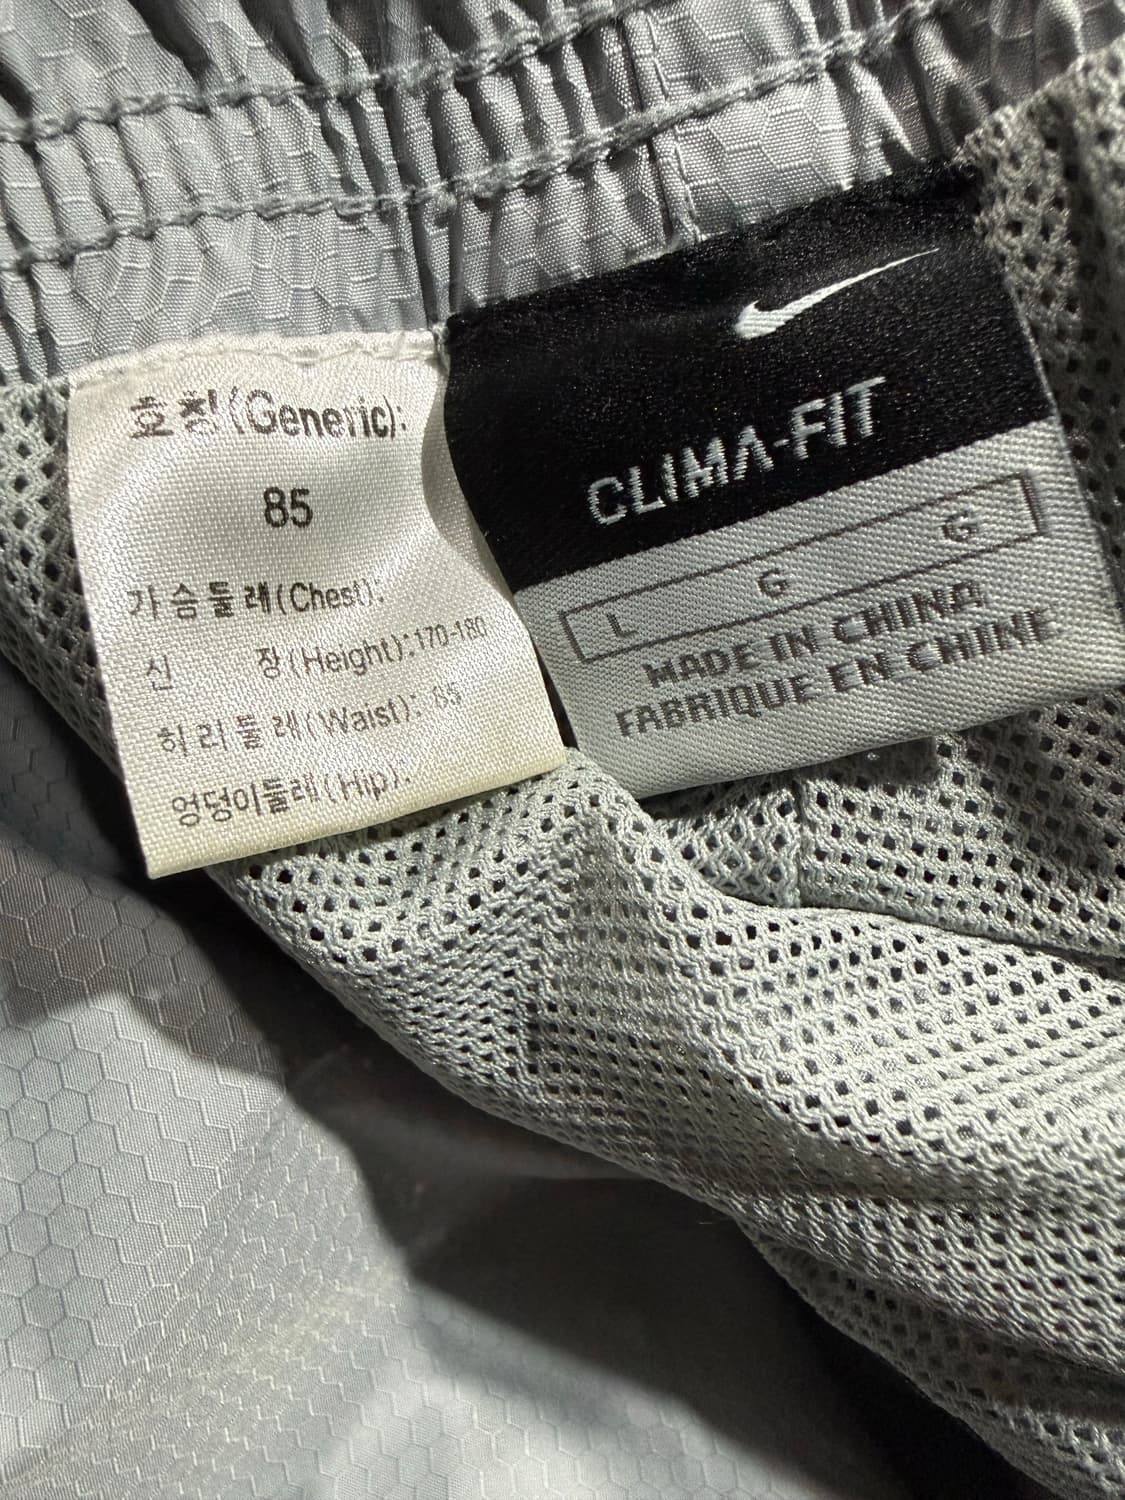 호칭(Generic):
85
가슴둘레(Chest):
신 장(Height):170-180
허리둘레(Waist): 85
엉덩이둘레(Hip):
CLIMA-FIT
L G G
MADE IN CHINA
FABRIQUE EN CHINE